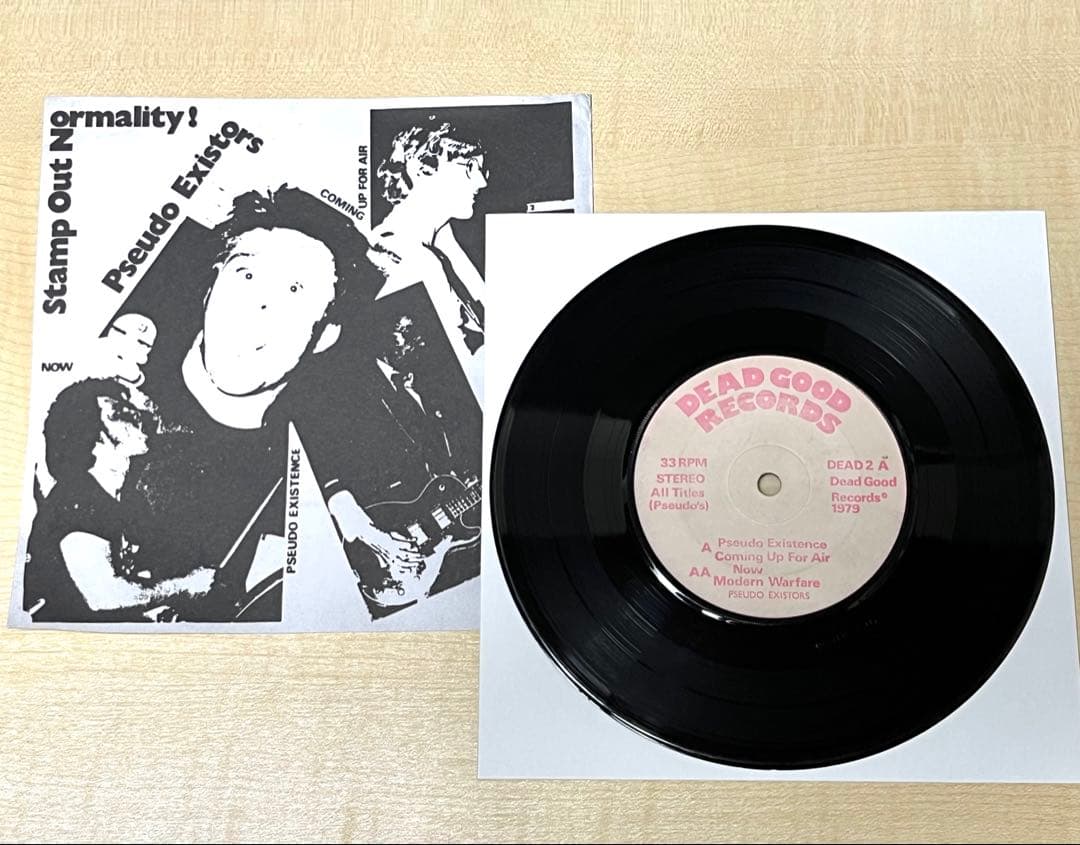 Stamp Out Normality!
Pseudo Existors
COMING UP FOR AIR
NOW
PSEUDO EXISTENCE
DEAD GOOD
RECORDS
33 RPM
STEREO
All Titles
(Pseudo's)
DEAD 2 A
Dead Good
Records®
1979
A Pseudo Existence
Coming Up For Air
AA Now
Modern Warfare
PSEUDO EXISTORS